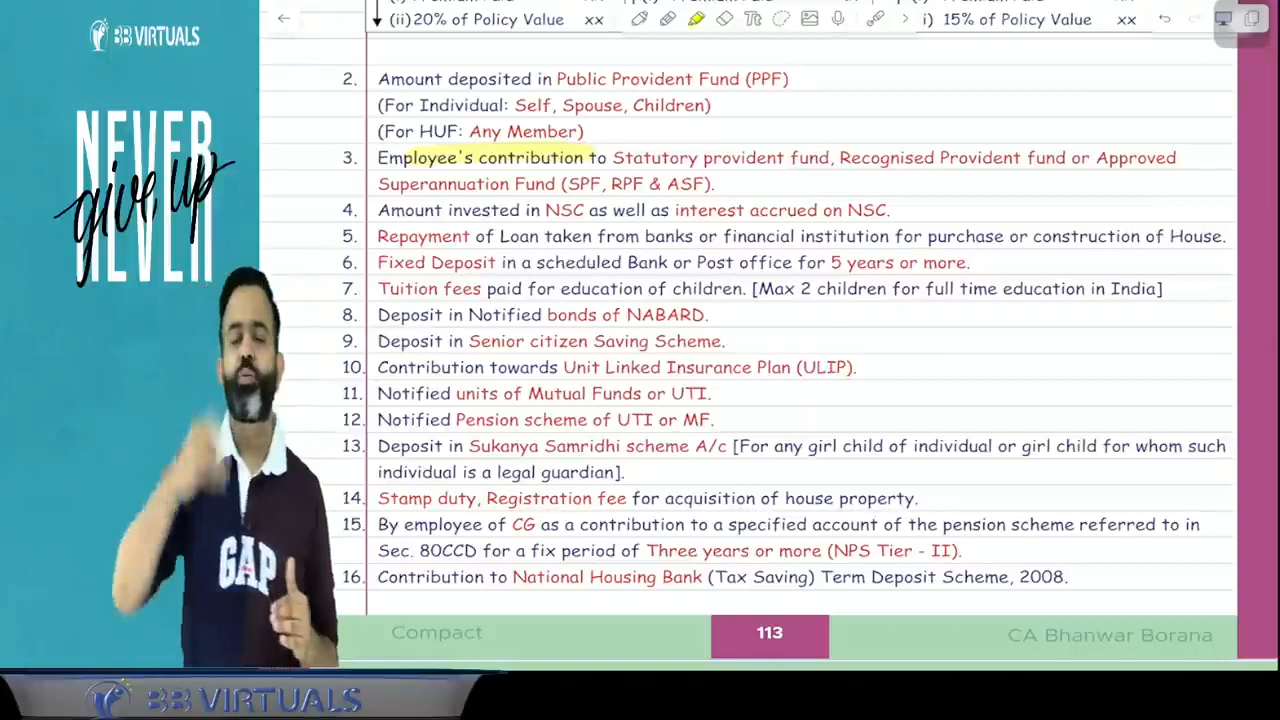 BB VIRTUALS
NEVER
give up
NEVER
GAP
(ii) 20% of Policy Value xx
i) 15% of Policy Value xx
2. Amount deposited in Public Provident Fund (PPF)
(For Individual: Self, Spouse, Children)
(For HUF: Any Member)
3. Employee's contribution to Statutory provident fund, Recognised Provident fund or Approved
Superannuation Fund (SPF, RPF & ASF).
4. Amount invested in NSC as well as interest accrued on NSC.
5. Repayment of Loan taken from banks or financial institution for purchase or construction of House.
6. Fixed Deposit in a scheduled Bank or Post office for 5 years or more.
7. Tuition fees paid for education of children. [Max 2 children for full time education in India]
8. Deposit in Notified bonds of NABARD.
9. Deposit in Senior citizen Saving Scheme.
10. Contribution towards Unit Linked Insurance Plan (ULIP).
11. Notified units of Mutual Funds or UTI.
12. Notified Pension scheme of UTI or MF.
13. Deposit in Sukanya Samridhi scheme A/c [For any girl child of individual or girl child for whom such
individual is a legal guardian].
14. Stamp duty, Registration fee for acquisition of house property.
15. By employee of CG as a contribution to a specified account of the pension scheme referred to in
Sec. 80CCD for a fix period of Three years or more (NPS Tier - II).
16. Contribution to National Housing Bank (Tax Saving) Term Deposit Scheme, 2008.
Compact 113 CA Bhanwar Borana
BB VIRTUALS